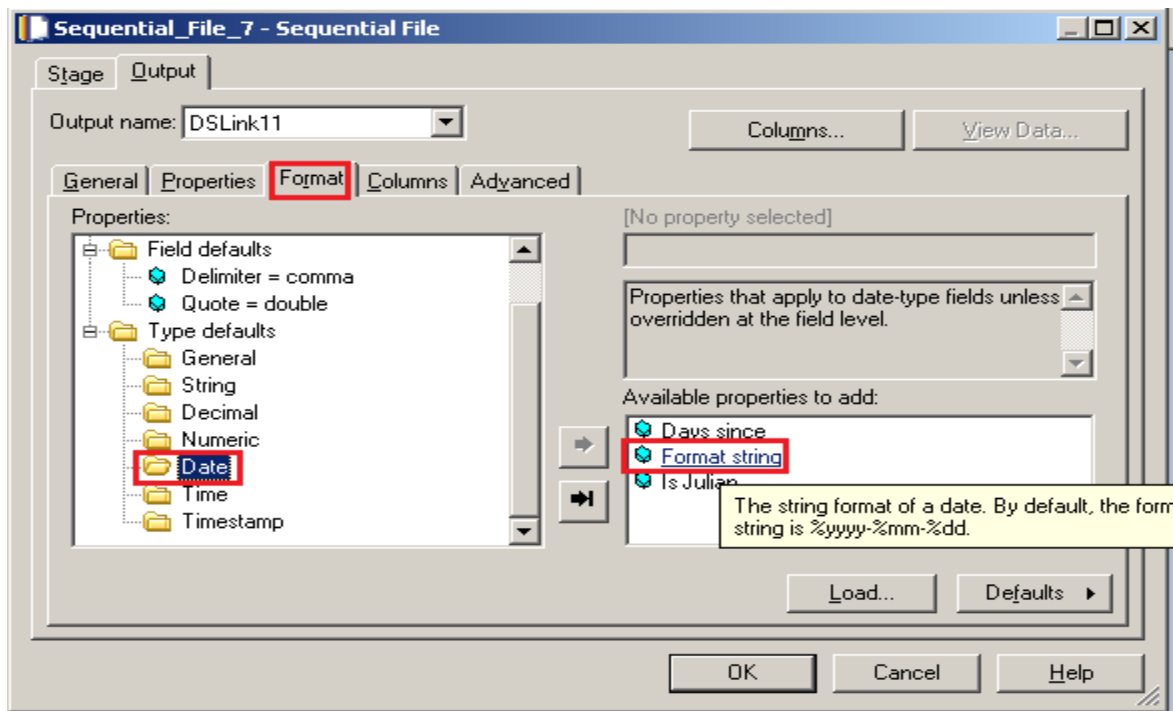 Sequential_File_7 - Sequential File
Stage Output
Output name: DSLink11
Columns... View Data...
General Properties Format Columns Advanced
Properties:
Field defaults
Delimiter = comma
Quote = double
Type defaults
General
String
Decimal
Numeric
Date
Time
Timestamp
[No property selected]
Properties that apply to date-type fields unless
overridden at the field level.
Available properties to add:
Days since
Format string
Is Julian
The string format of a date. By default, the form
string is %yyyy-%mm-%dd.
Load... Defaults
OK Cancel Help